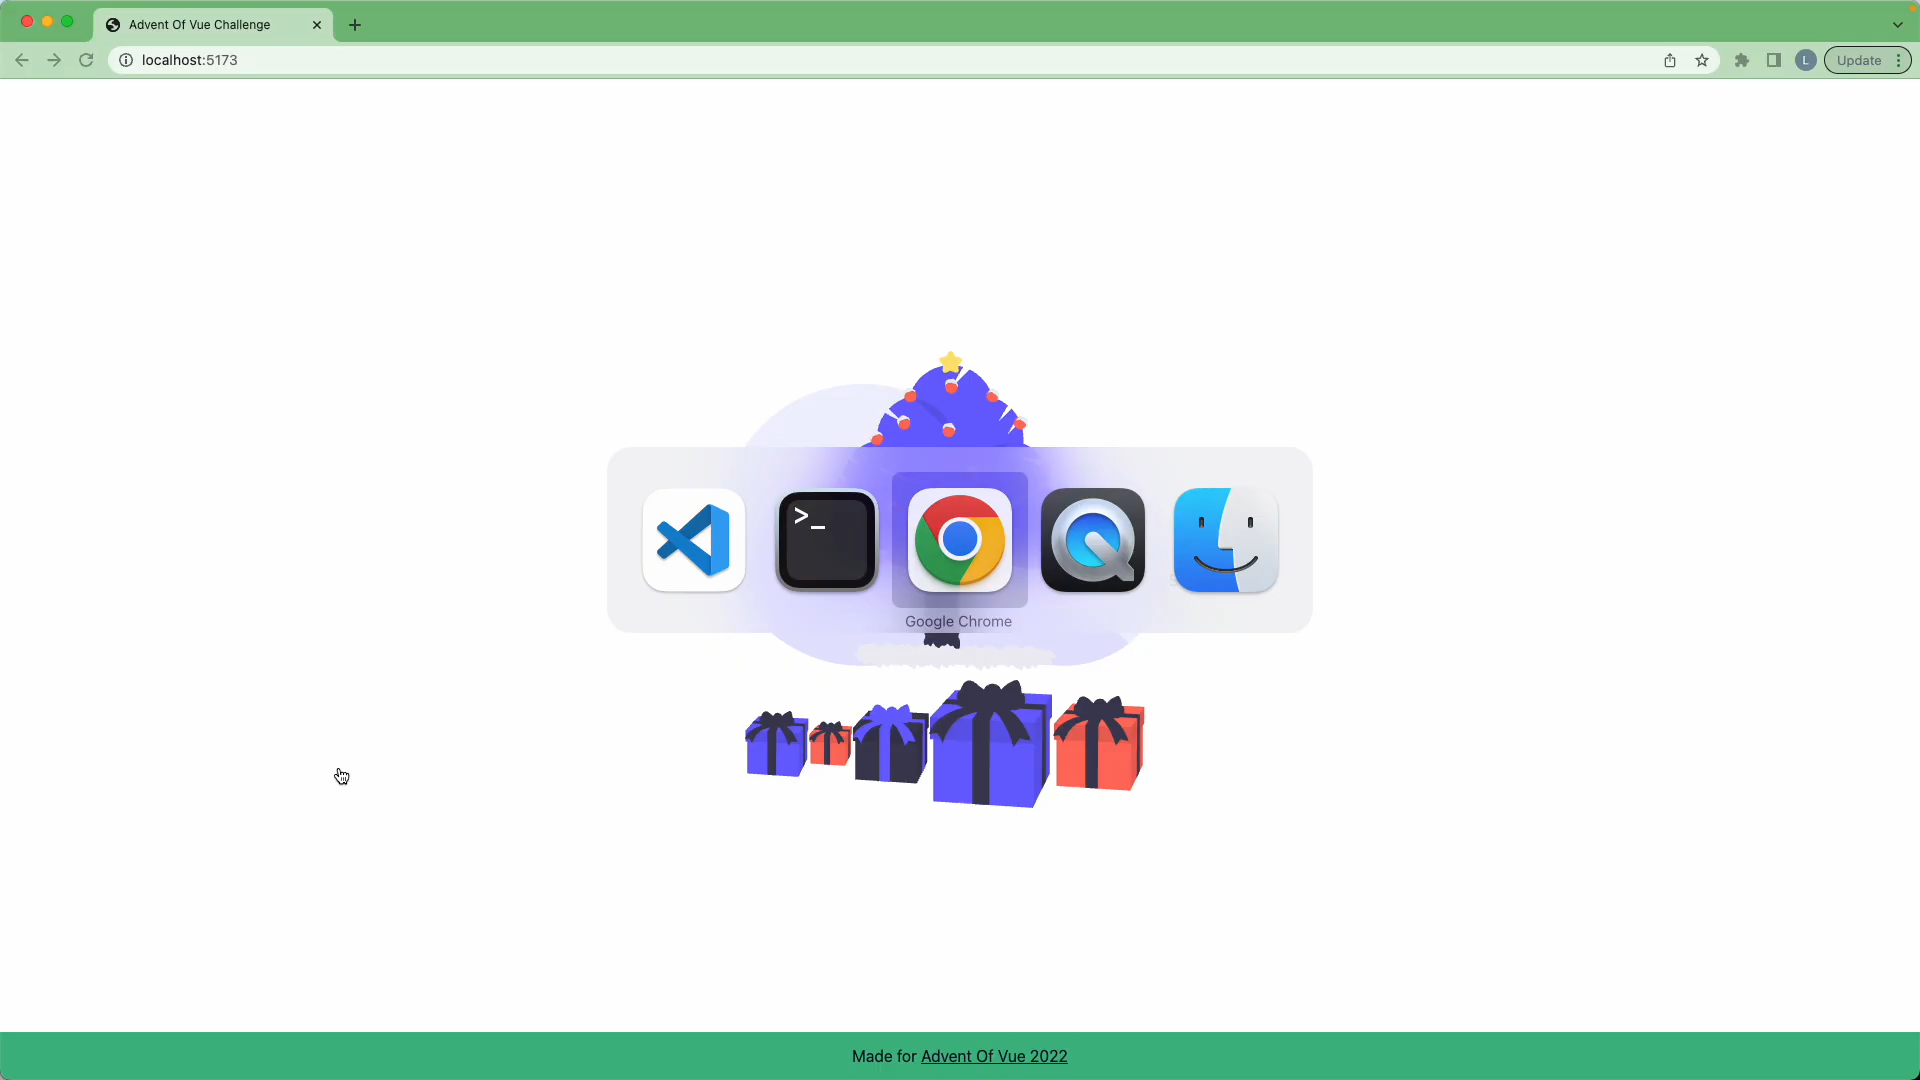 Advent Of Vue Challenge
localhost:5173
L
Update
>_
Google Chrome
Made for Advent Of Vue 2022